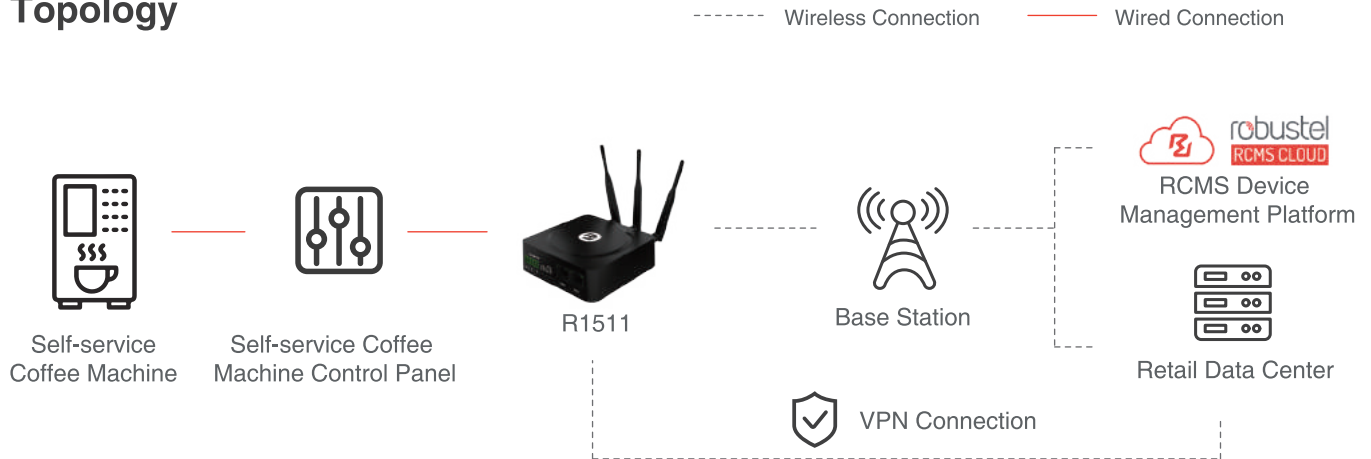 Topology
Wireless Connection
Wired Connection
robustel
RCMS CLOUD
RCMS Device
Management Platform
R1511
Base Station
Self-service
Coffee Machine
Self-service Coffee
Machine Control Panel
Retail Data Center
VPN Connection